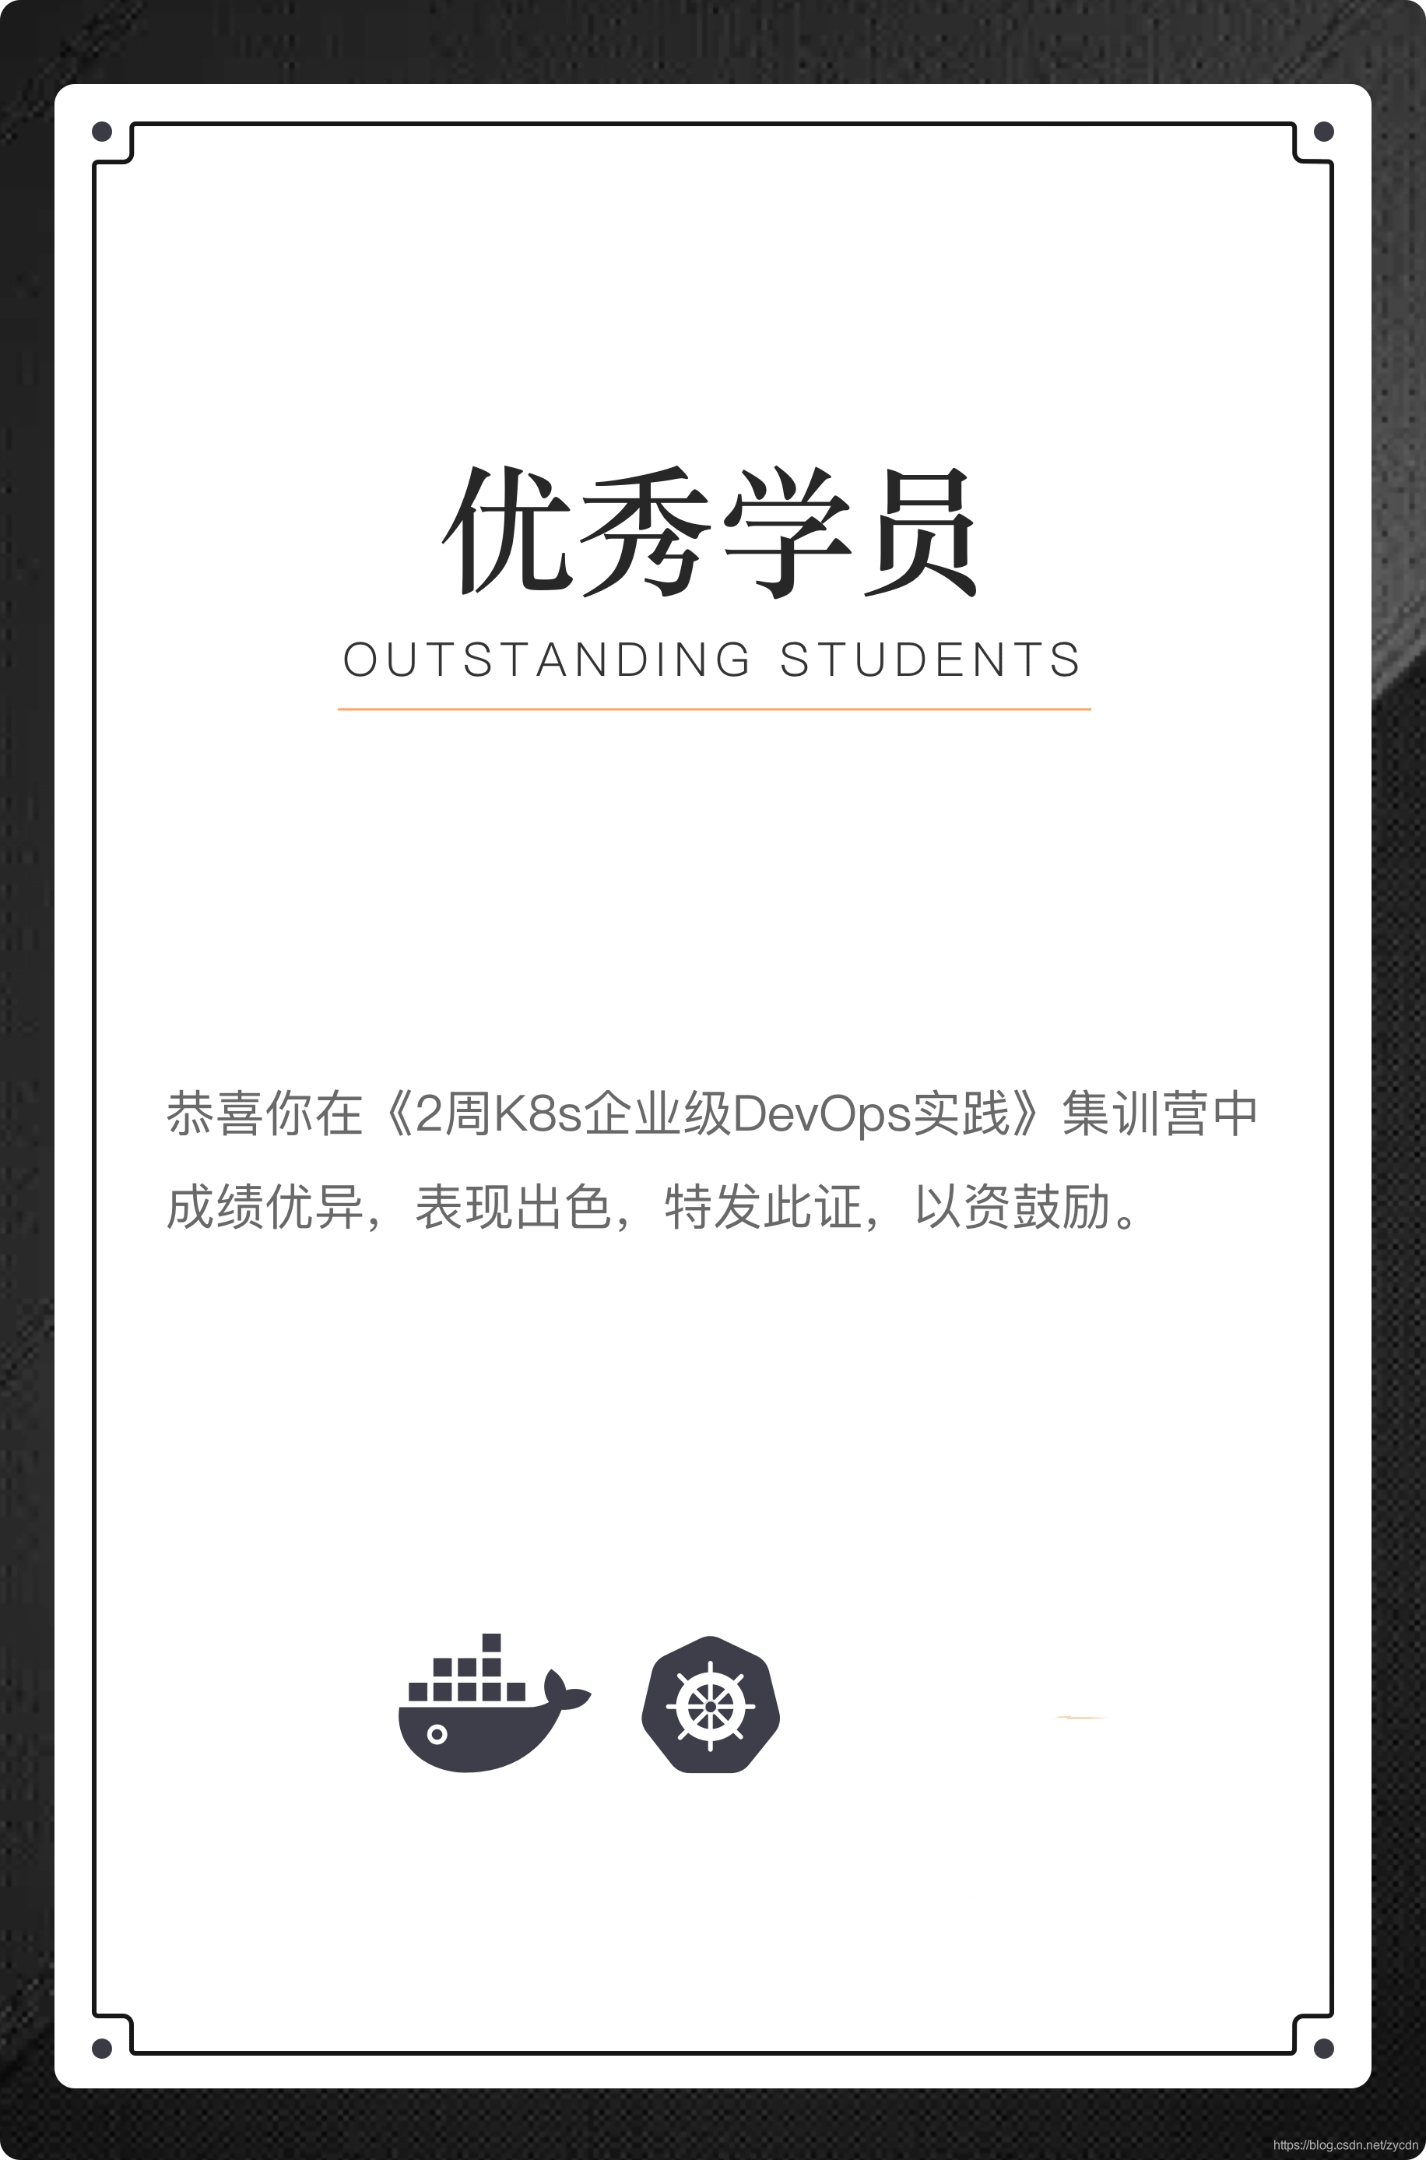 优秀学员
OUTSTANDING STUDENTS
恭喜你在《2周K8s企业级DevOps实践》集训营中
成绩优异，表现出色，特发此证，以资鼓励。
https://blog.csdn.net/zycdn